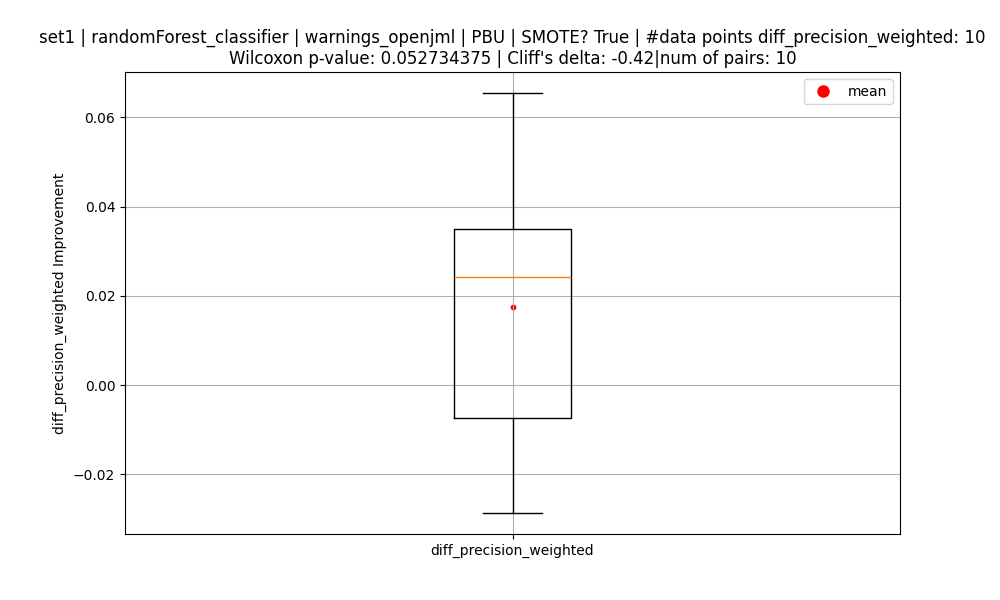 set1 | randomForest_classifier | warnings_openjml | PBU | SMOTE? True | #data points diff_precision_weighted: 10
Wilcoxon p-value: 0.052734375 | Cliff's delta: -0.42|num of pairs: 10
mean
0.06
0.04
0.02
0.00
−0.02
diff_precision_weighted Improvement
diff_precision_weighted